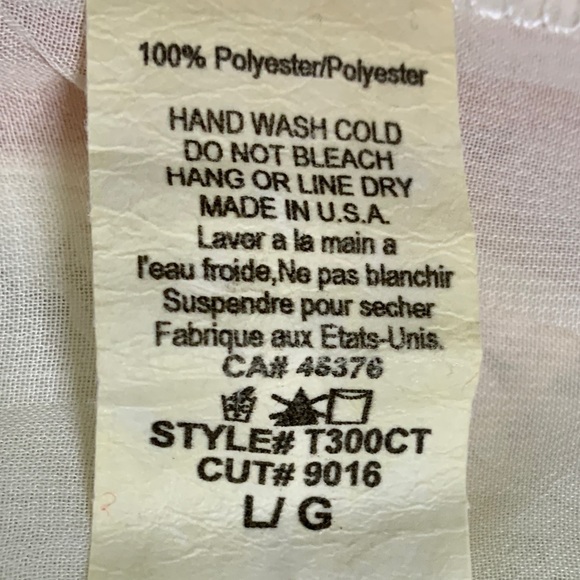 100% Polyester/Polyester
HAND WASH COLD
DO NOT BLEACH
HANG OR LINE DRY
MADE IN U.S.A.
Laver a la main a
l'eau froide,Ne pas blanchir
Suspendre pour secher
Fabrique aux Etats-Unis.
CA# 46376
STYLE# T300CT
CUT# 9016
L/ G